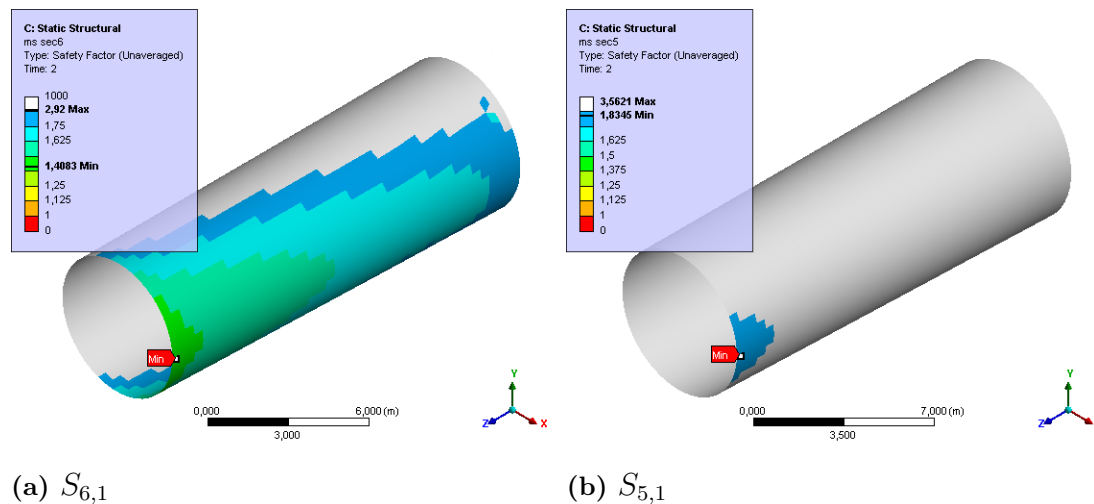 C: Static Structural
ms sec6
Type: Safety Factor (Unaveraged)
Time: 2
1000
2,92 Max
1,75
1,625
1,4083 Min
1,25
1,125
1
0
Min
0,000
6,000 (m)
3,000
Y
Z
X
(a) S6,1
C: Static Structural
ms sec5
Type: Safety Factor (Unaveraged)
Time: 2
3,5621 Max
1,8345 Min
1,625
1,5
1,375
1,25
1,125
1
0
Min
0,000
7,000 (m)
3,500
Y
Z
X
(b) S5,1